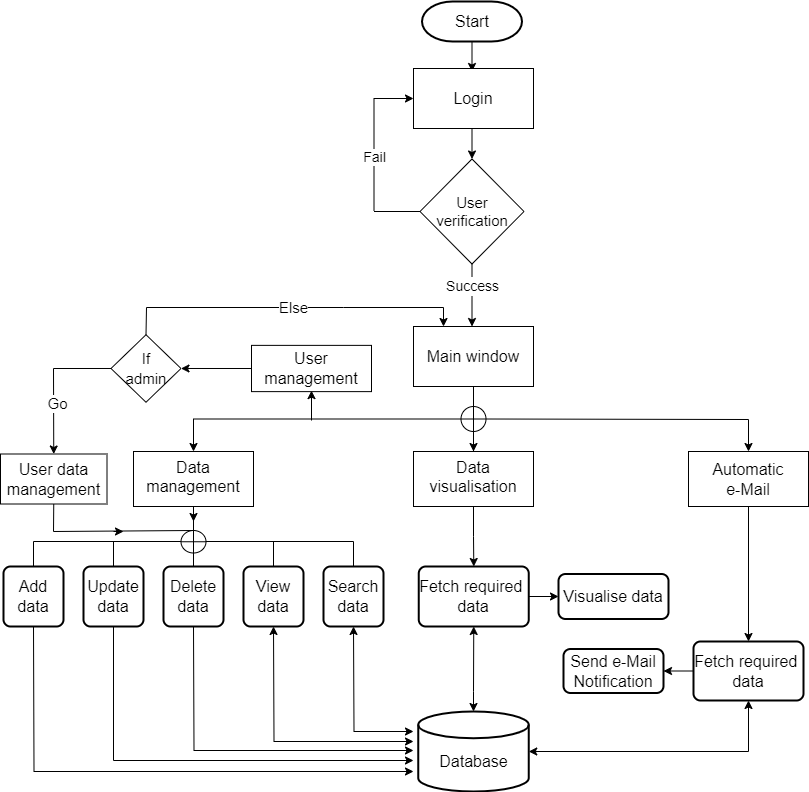 Start
Login
Fail
User
verification
Success
Else
Main window
If
admin
User
management
Go
User data
management
Data
management
Data
visualisation
Automatic
e-Mail
Add
data
Update
data
Delete
data
View
data
Search
data
Fetch required
data
Visualise data
Send e-Mail
Notification
Fetch required
data
Database